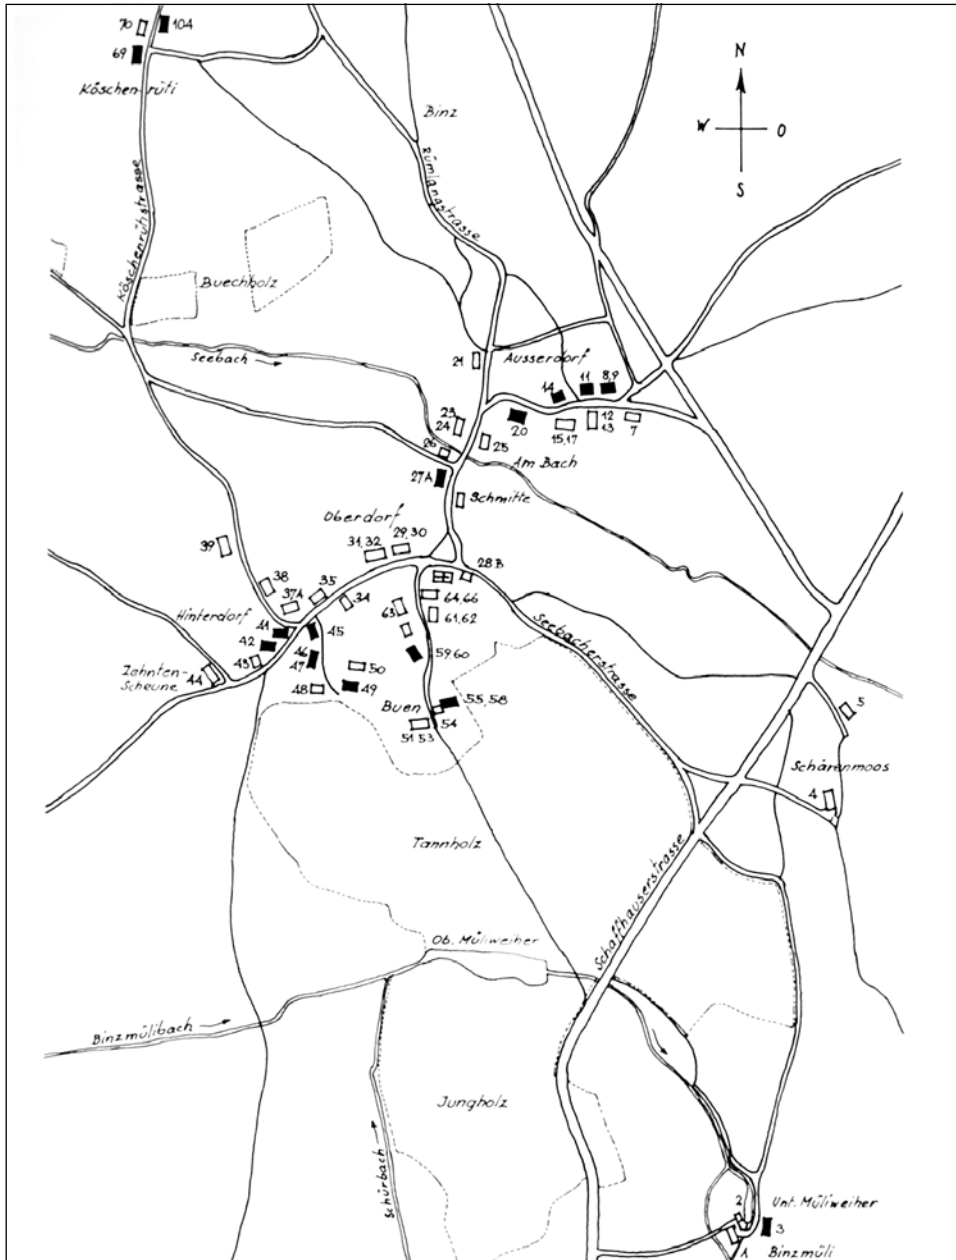 70
104
69
Köschenrüti
N
W
O
S
Binz
Rümlangstrasse
Köschenrütistrasse
Buechholz
Seebach
21
Ausserdorf
14
11
8,9
23
24
20
15,17
12
13
7
26
25
Am Bach
27A
Schmitte
Oberdorf
31,32
29,30
39
28B
38
37A
35
34
64,66
63
61,62
Seebacherstrasse
Hinterdorf
41
42
45
43
46
47
59,60
Zehnten-
Scheune
44
50
48
49
Buen
55,58
54
51,53
5
Schärenmoos
4
Tannholz
Schaffhauserstrasse
Ob. Müliweiher
Binzmülibach
Jungholz
Schürbach
2
Unt. Müliweiher
3
1
Binzmüli